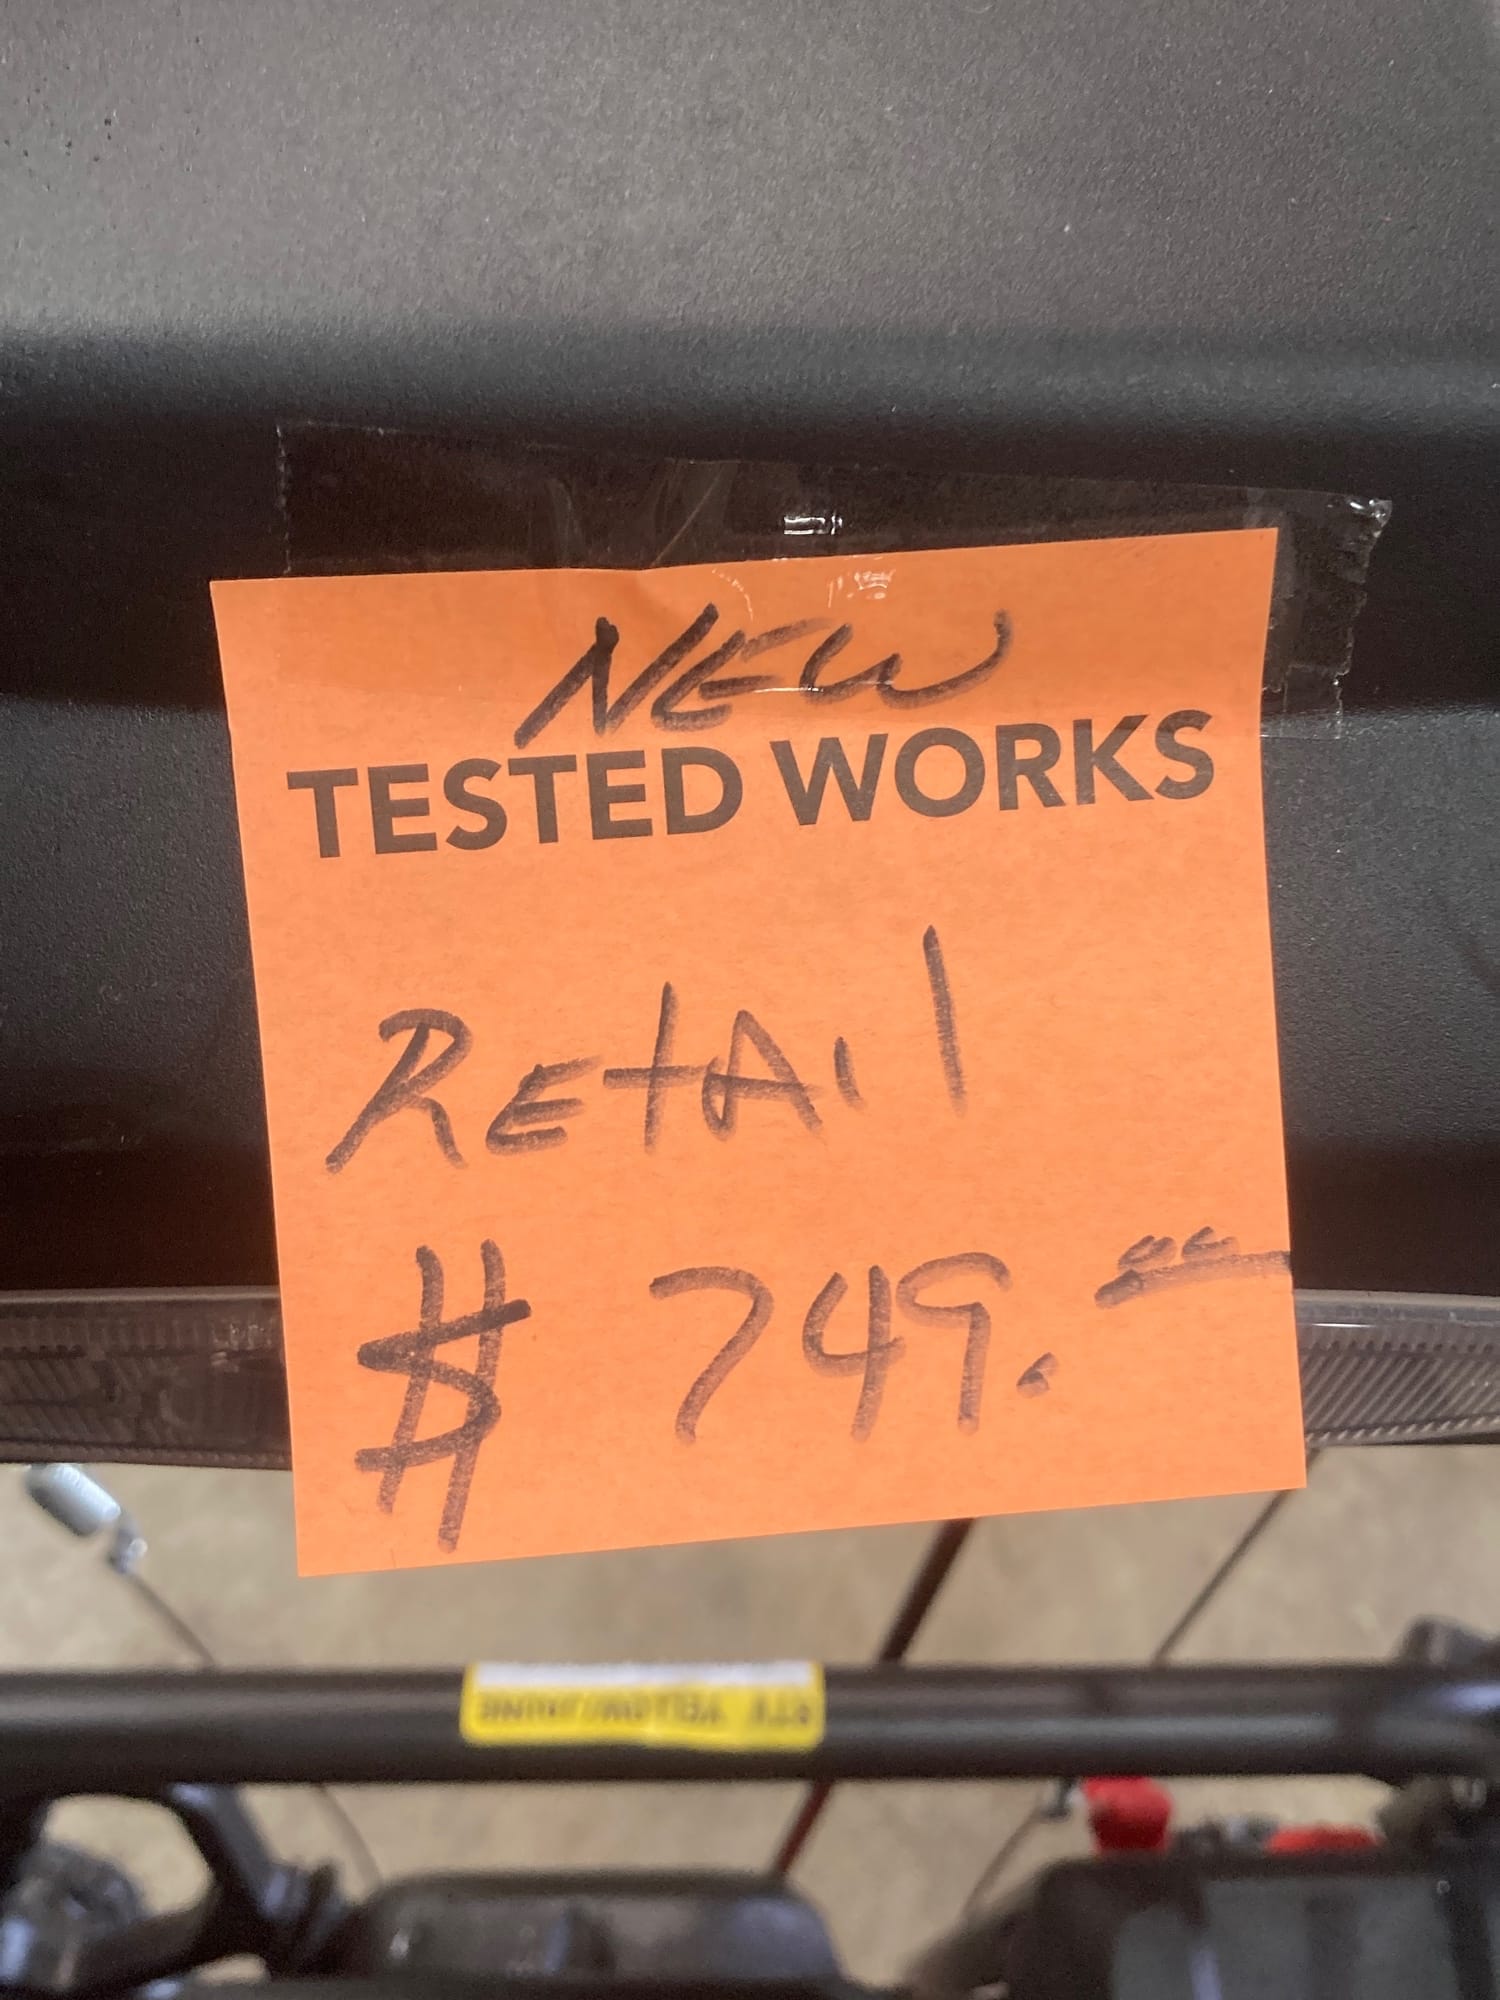 NEW
TESTED WORKS
RETAIL
$ 749.00